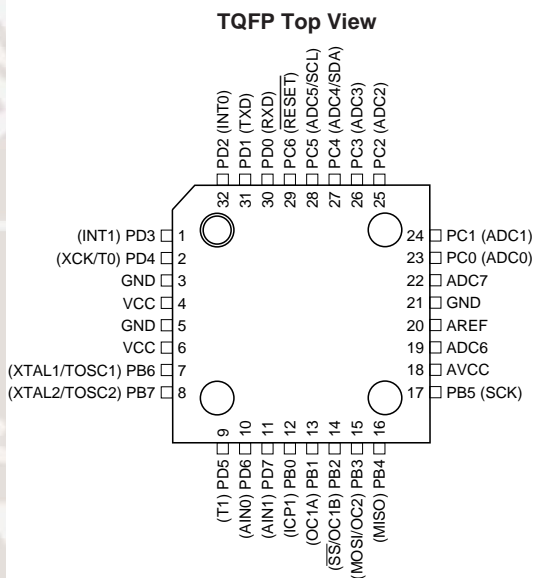 TQFP Top View
PD2 (INT0)
PD1 (TXD)
PD0 (RXD)
PC6 (RESET)
PC5 (ADC5/SCL)
PC4 (ADC4/SDA)
PC3 (ADC3)
PC2 (ADC2)
32
31
30
29
28
27
26
25
(INT1) PD3 1
(XCK/T0) PD4 2
GND 3
VCC 4
GND 5
VCC 6
(XTAL1/TOSC1) PB6 7
(XTAL2/TOSC2) PB7 8
24 PC1 (ADC1)
23 PC0 (ADC0)
22 ADC7
21 GND
20 AREF
19 ADC6
18 AVCC
17 PB5 (SCK)
9
10
11
12
13
14
15
16
(T1) PD5
(AIN0) PD6
(AIN1) PD7
(ICP1) PB0
(OC1A) PB1
(SS/OC1B) PB2
(MOSI/OC2) PB3
(MISO) PB4